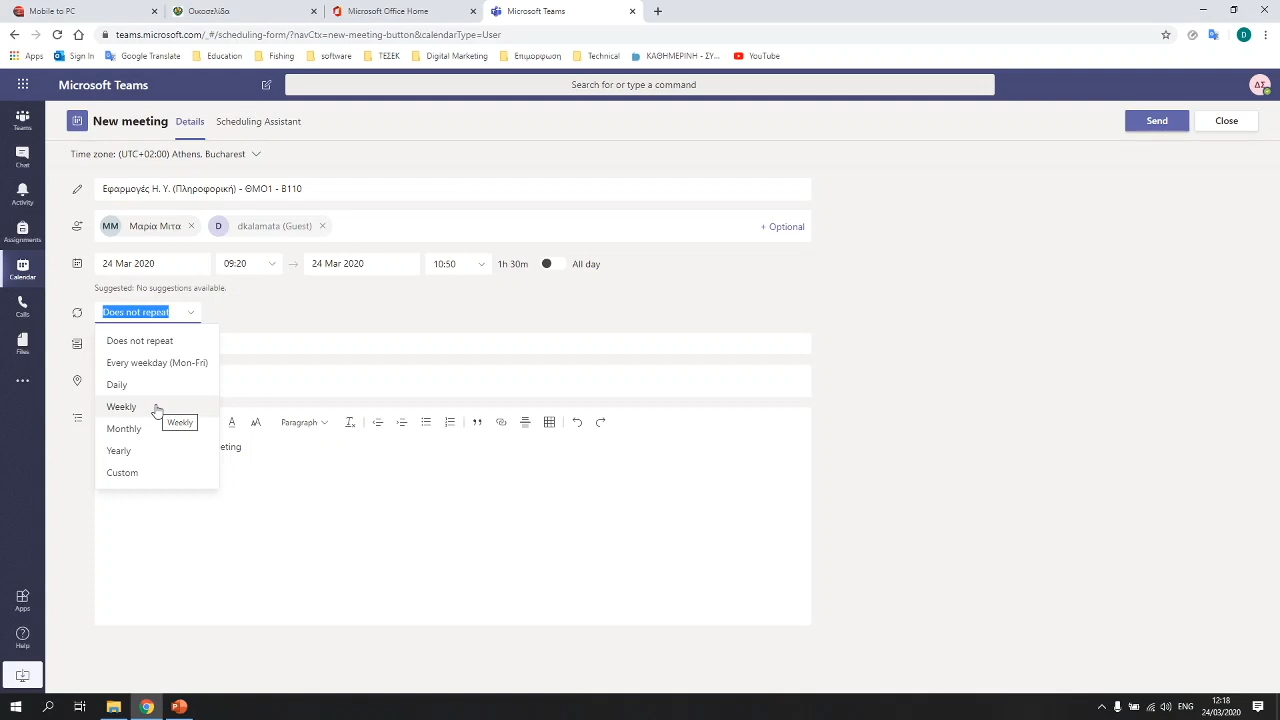 Mobile to PC
Οικοσελίδα
Microsoft Office Home
Microsoft Teams
teams.microsoft.com/_#/scheduling-form/?navCtx=new-meeting-button&calendarType=User
D
Apps
Sign In
Google Translate
Education
Fishing
software
ΤΕΣΕΚ
Digital Marketing
Επιμορφωση
Technical
ΚΑΘΗΜΕΡΙΝΗ - ΣΥ...
YouTube
Microsoft Teams
Search for or type a command
ΔΣ
Teams
Chat
Activity
Assignments
Calendar
Calls
Files
Apps
Help
New meeting
Details
Scheduling Assistant
Send
Close
Time zone: (UTC+02:00) Athens, Bucharest
Εφαρμογές Η. Υ. (Πληροφορική) - ΘΜΟ1 - Β110
MM Μαρία Μιτα
D dkalamata (Guest)
+ Optional
24 Mar 2020
09:20
24 Mar 2020
10:50
1h 30m
All day
Suggested: No suggestions available.
Does not repeat
Does not repeat
Every weekday (Mon-Fri)
Daily
Weekly
Weekly
Monthly
Yearly
Custom
Paragraph
eting
ENG
12:18
24/03/2020